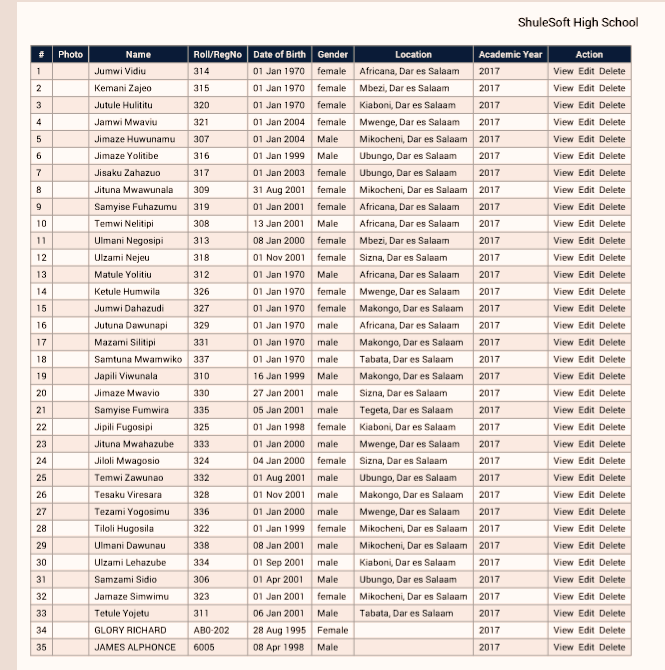 ShuleSoft High School
# Photo Name Roll/RegNo Date of Birth Gender Location Academic Year Action
1 Jumwi Vidiu 314 01 Jan 1970 female Africana, Dar es Salaam 2017 View Edit Delete
2 Kemani Zajeo 315 01 Jan 1970 female Mbezi, Dar es Salaam 2017 View Edit Delete
3 Jutule Hulititu 320 01 Jan 1970 female Kiaboni, Dar es Salaam 2017 View Edit Delete
4 Jamwi Mwaviu 321 01 Jan 2004 female Mwenge, Dar es Salaam 2017 View Edit Delete
5 Jimaze Huwunamu 307 01 Jan 2004 Male Mikocheni, Dar es Salaam 2017 View Edit Delete
6 Jimaze Yolitibe 316 01 Jan 1999 Male Ubungo, Dar es Salaam 2017 View Edit Delete
7 Jisaku Zahazuo 317 01 Jan 2003 female Ubungo, Dar es Salaam 2017 View Edit Delete
8 Jituna Mwawunala 309 31 Aug 2001 female Mikocheni, Dar es Salaam 2017 View Edit Delete
9 Samyise Fuhazumu 319 01 Jan 2001 female Africana, Dar es Salaam 2017 View Edit Delete
10 Temwi Nelitipi 308 13 Jan 2001 Male Africana, Dar es Salaam 2017 View Edit Delete
11 Ulmani Negosipi 313 08 Jan 2000 female Mbezi, Dar es Salaam 2017 View Edit Delete
12 Ulzami Nejeu 318 01 Nov 2001 female Sizna, Dar es Salaam 2017 View Edit Delete
13 Matule Yolitiu 312 01 Jan 1970 Male Africana, Dar es Salaam 2017 View Edit Delete
14 Ketule Humwila 326 01 Jan 1970 female Mwenge, Dar es Salaam 2017 View Edit Delete
15 Jumwi Dahazudi 327 01 Jan 1970 female Makongo, Dar es Salaam 2017 View Edit Delete
16 Jutuna Dawunapi 329 01 Jan 1970 male Africana, Dar es Salaam 2017 View Edit Delete
17 Mazami Silitipi 331 01 Jan 1970 male Makongo, Dar es Salaam 2017 View Edit Delete
18 Samtuna Mwamwiko 337 01 Jan 1970 male Tabata, Dar es Salaam 2017 View Edit Delete
19 Japili Viwunala 310 16 Jan 1999 Male Makongo, Dar es Salaam 2017 View Edit Delete
20 Jimaze Mwavio 330 27 Jan 2001 male Sizna, Dar es Salaam 2017 View Edit Delete
21 Samyise Fumwira 335 05 Jan 2001 male Tegeta, Dar es Salaam 2017 View Edit Delete
22 Jipili Fugosipi 325 01 Jan 1998 female Kiaboni, Dar es Salaam 2017 View Edit Delete
23 Jituna Mwahazube 333 01 Jan 2000 male Mwenge, Dar es Salaam 2017 View Edit Delete
24 Jiloli Mwagosio 324 04 Jan 2000 female Sizna, Dar es Salaam 2017 View Edit Delete
25 Temwi Zawunao 332 01 Aug 2001 male Ubungo, Dar es Salaam 2017 View Edit Delete
26 Tesaku Viresara 328 01 Nov 2001 male Makongo, Dar es Salaam 2017 View Edit Delete
27 Tezami Yogosimu 336 01 Jan 2000 male Mwenge, Dar es Salaam 2017 View Edit Delete
28 Tiloli Hugosila 322 01 Jan 1999 female Mikocheni, Dar es Salaam 2017 View Edit Delete
29 Ulmani Dawunau 338 08 Jan 2001 male Mikocheni, Dar es Salaam 2017 View Edit Delete
30 Ulzami Lehazube 334 01 Sep 2001 male Kiaboni, Dar es Salaam 2017 View Edit Delete
31 Samzami Sidio 306 01 Apr 2001 Male Ubungo, Dar es Salaam 2017 View Edit Delete
32 Jamaze Simwimu 323 01 Jan 2001 female Mikocheni, Dar es Salaam 2017 View Edit Delete
33 Tetule Yojetu 311 06 Jan 2001 Male Tabata, Dar es Salaam 2017 View Edit Delete
34 GLORY RICHARD AB0-202 28 Aug 1995 Female 2017 View Edit Delete
35 JAMES ALPHONCE 6005 08 Apr 1998 Male 2017 View Edit Delete